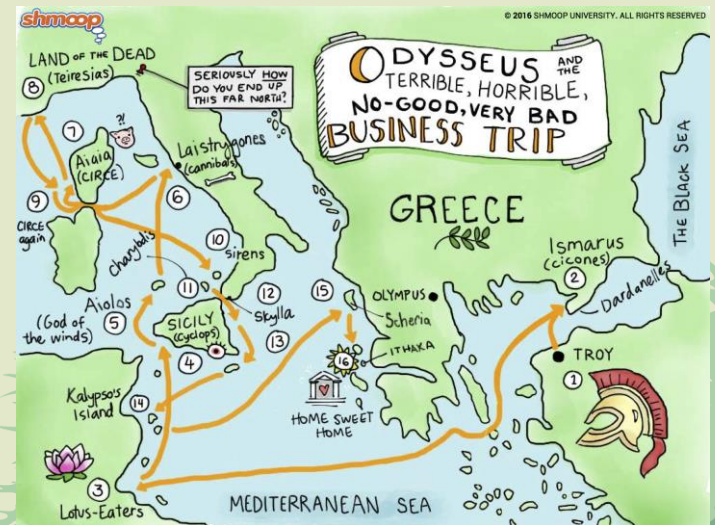 shmoop
© 2016 SHMOOP UNIVERSITY. ALL RIGHTS RESERVED
ODYSSEUS AND THE
TERRIBLE, HORRIBLE,
NO-GOOD, VERY BAD
BUSINESS TRIP
LAND OF THE DEAD
(Teiresias)
8
SERIOUSLY HOW
DO YOU END UP
THIS FAR NORTH?
7
?!
Aiaia
(CIRCE)
Laistrygones
(cannibals)
6
9
CIRCE
again
GREECE
THE BLACK SEA
Ismarus
(cicones)
2
Dardanelles
10
Sirens
Charybdis
11
12
Skylla
Aiolos
(God of
the winds)
5
SICILY
(Cyclops)
4
13
15
OLYMPUS
Scheria
ITHAKA
16
HOME SWEET
HOME
TROY
1
Kalypso's
Island
14
3
Lotus-Eaters
MEDITERRANEAN SEA